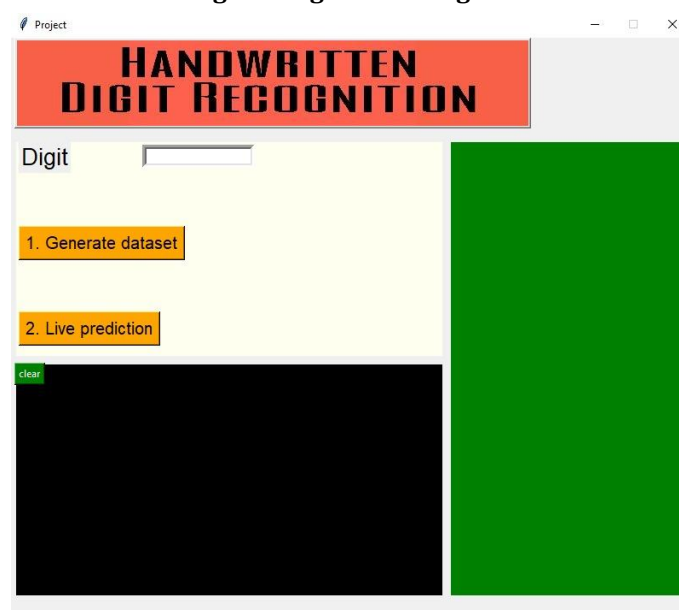 Project
HANDWRITTEN
DIGIT RECOGNITION
Digit
1. Generate dataset
2. Live prediction
clear